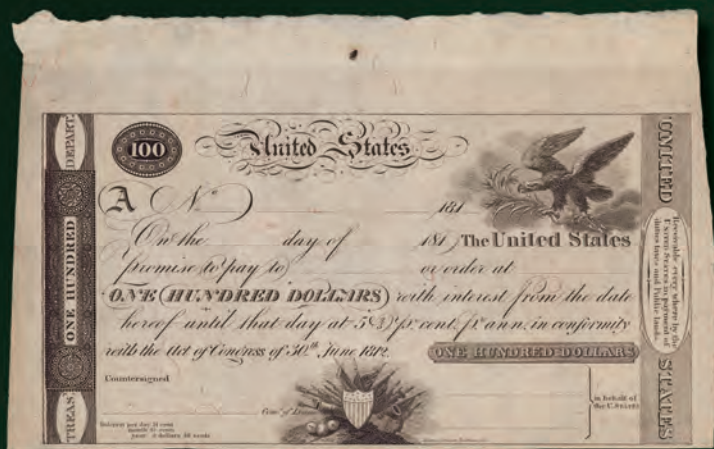 DEPART.
ONE HUNDRED
TREAS.
100
United States
A No 181
On the day of 181 The United States
promise to pay to or order at
ONE (HUNDRED DOLLARS) with interest from the date
hereof until that day at 5 2/5 pr cent. pr ann. in conformity
with the Act of Congress of 30th June 1812.
ONE HUNDRED DOLLARS
Countersigned
Comr of
in behalf of
the U. States
UNITED
Receivable every where by the
UNITED STATES in payment of
duties taxes and Public lands.
STATES